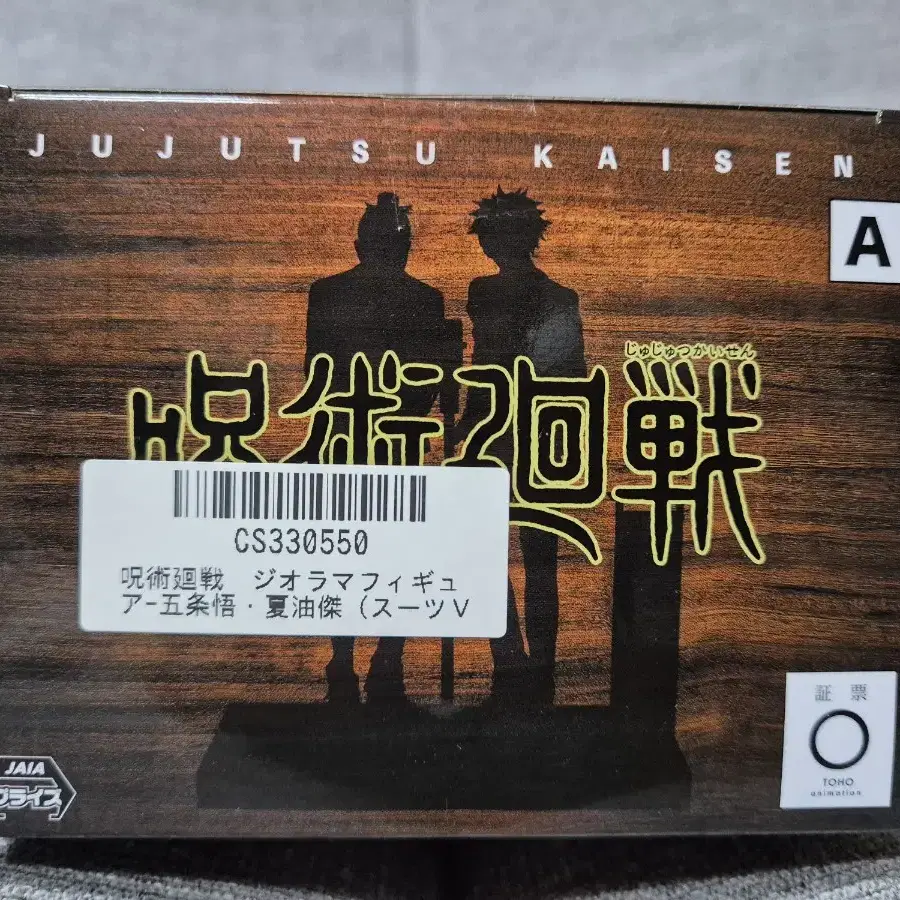 JUJUTSU KAISEN
A
じゅじゅつかいせん
呪術廻戦
CS330550
呪術廻戦 ジオラマフィギュ
ア-五条悟・夏油傑(スーツV
証票
TOHO
animation
JAIA
プライズ